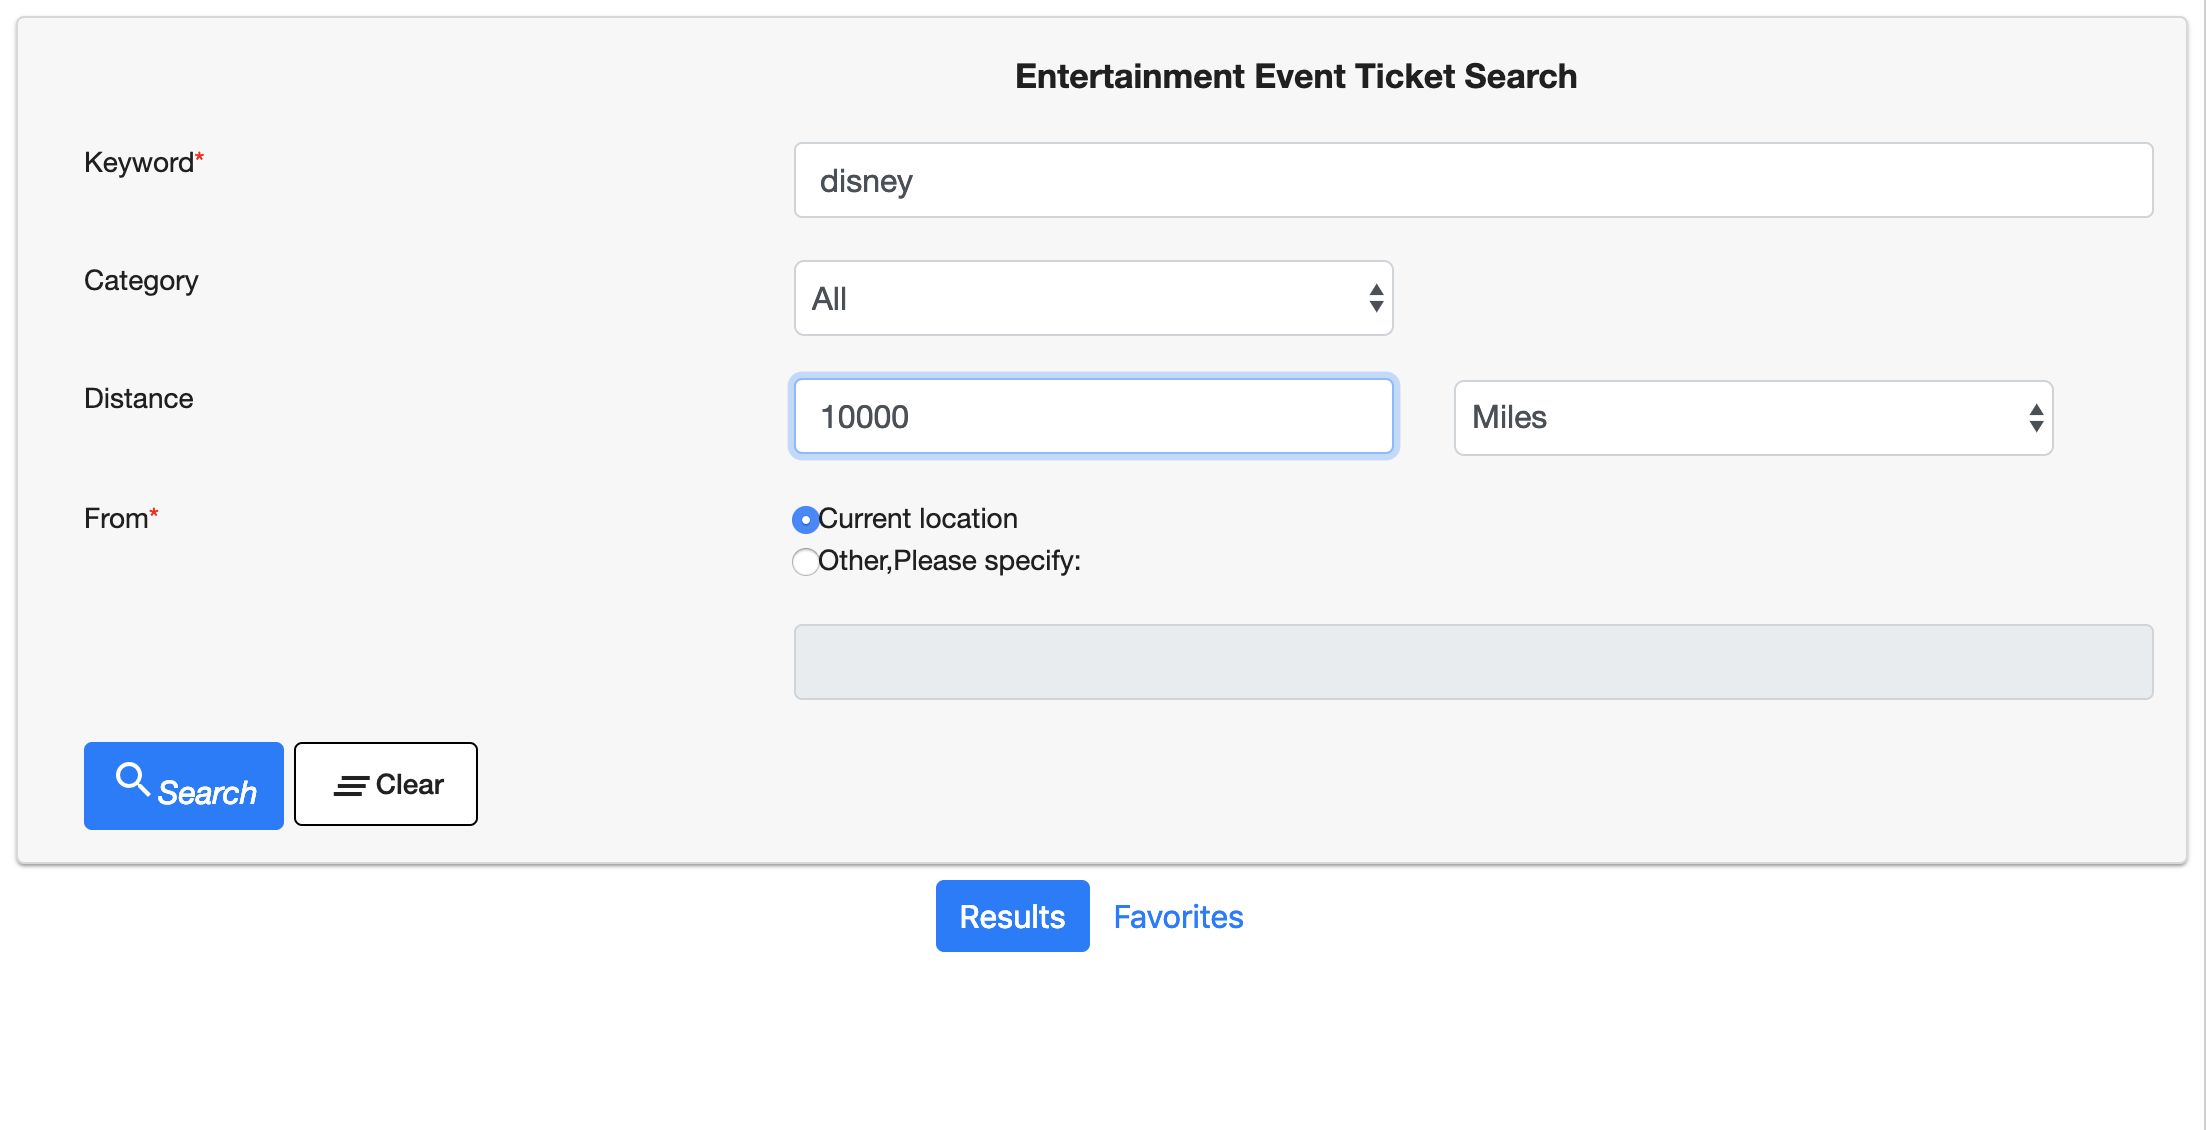 Entertainment Event Ticket Search
Keyword*
disney
Category
All
Distance
10000
Miles
From*
Current location
Other,Please specify:
Search
Clear
Results
Favorites